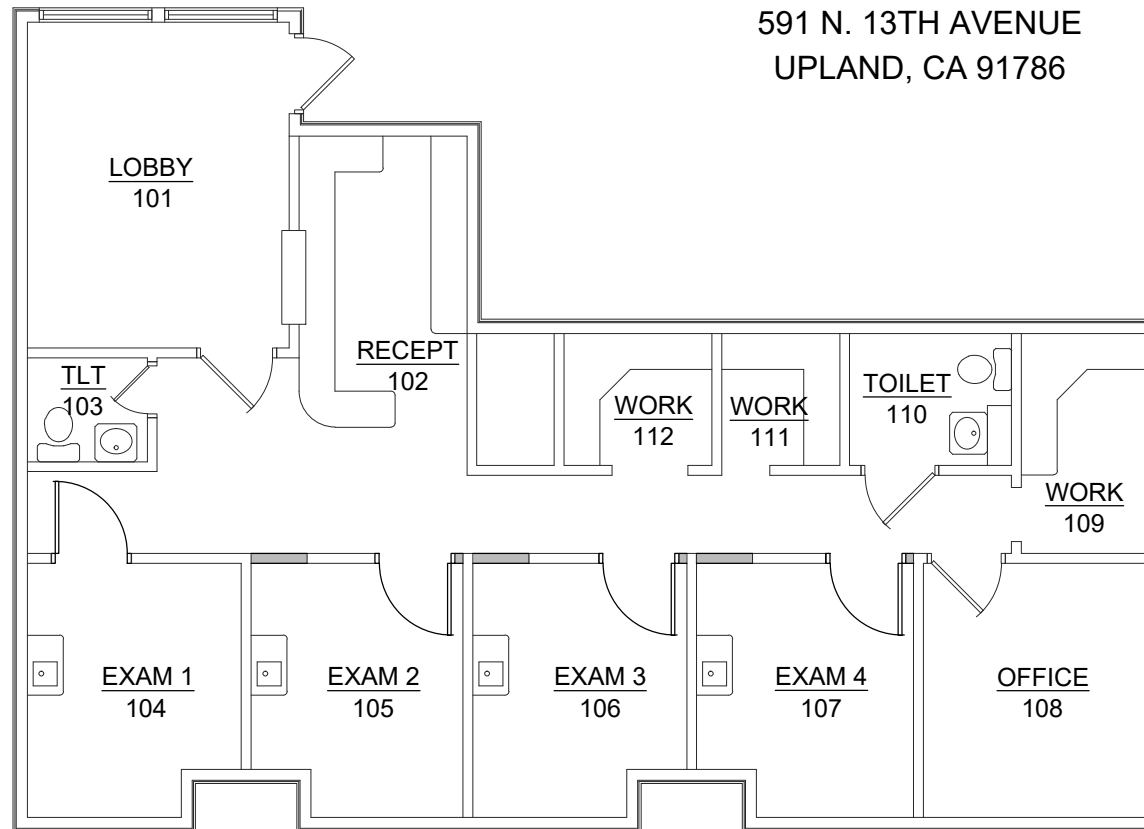 591 N. 13TH AVENUE
UPLAND, CA 91786
LOBBY
101
RECEPT
102
TLT
103
WORK
112
WORK
111
TOILET
110
WORK
109
EXAM 1
104
EXAM 2
105
EXAM 3
106
EXAM 4
107
OFFICE
108